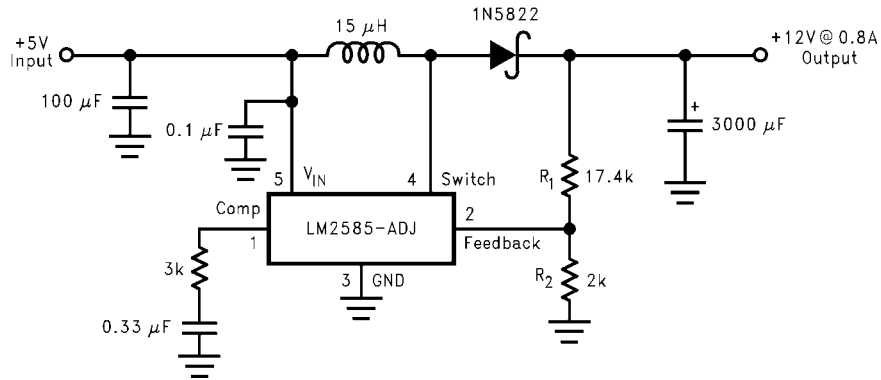 15 μH
1N5822
+5V
Input
+12V@ 0.8A
Output
100 μF
0.1 μF
+
3000 μF
5
VIN
4
Switch
R1
17.4k
Comp
1
LM2585-ADJ
2
Feedback
3k
3
GND
R2
2k
0.33 μF